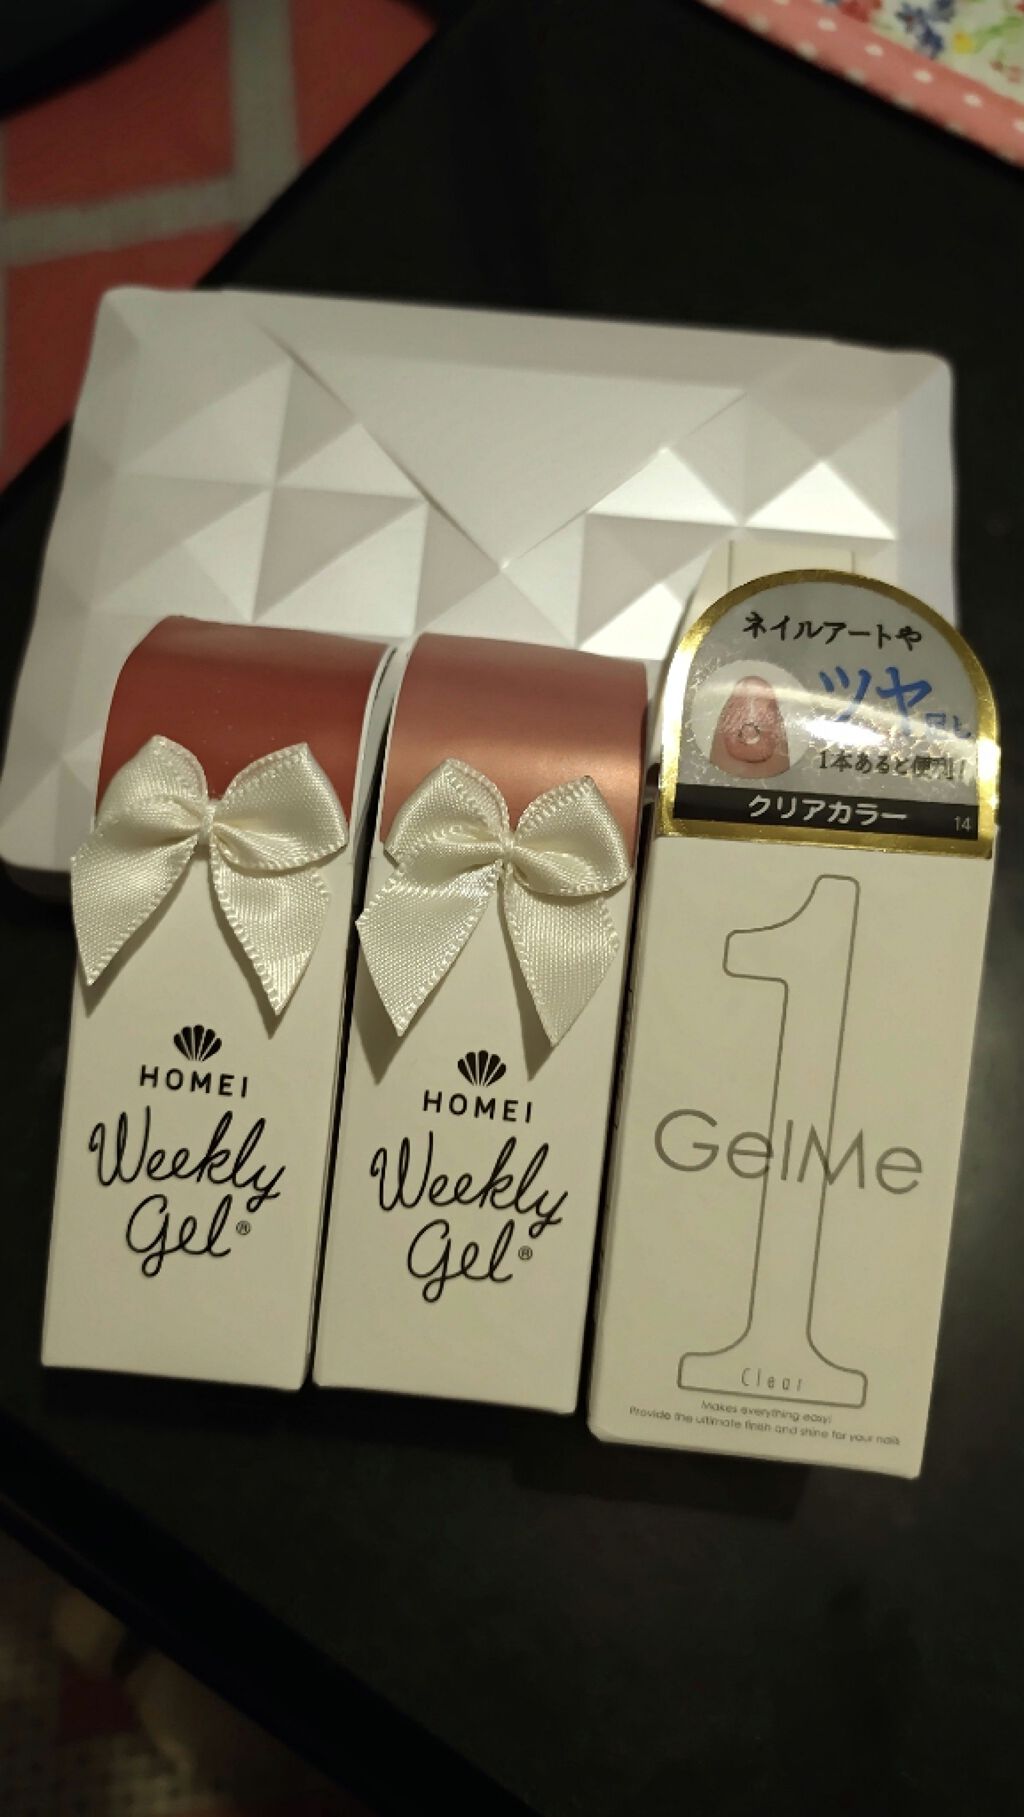 HOMEI
Weekly
Gel®
HOMEI
Weekly
Gel®
ネイルアートや
ツヤ
1本あると便利!
クリアカラー
14
1
GelMe
Clear
Makes everything easy!
Provide the ultimate finish and shine for your nails